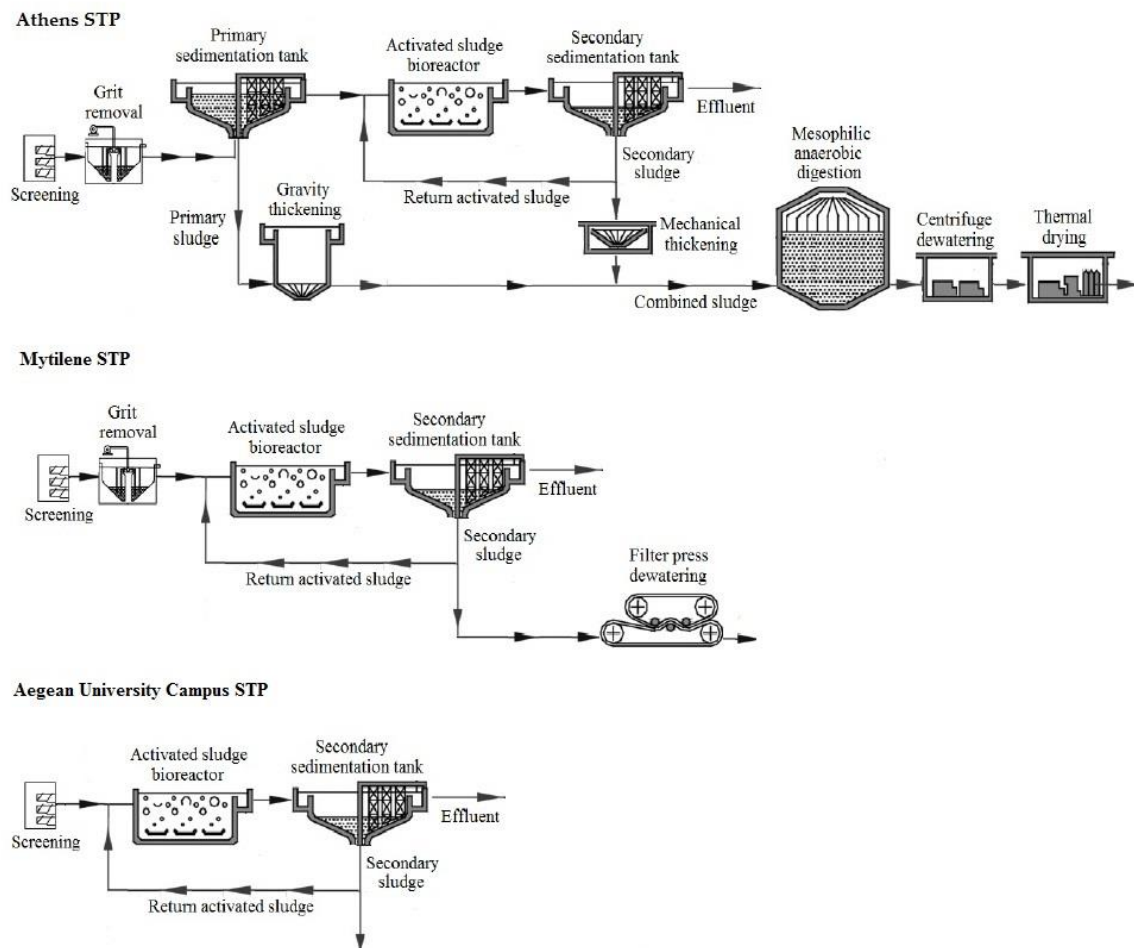 Athens STP
Primary
sedimentation tank
Activated sludge
bioreactor
Secondary
sedimentation tank
Grit
removal
Effluent
Screening
Secondary
sludge
Mesophilic
anaerobic
digestion
Return activated sludge
Primary
sludge
Gravity
thickening
Mechanical
thickening
Centrifuge
dewatering
Thermal
drying
Combined sludge
Mytilene STP
Grit
removal
Activated sludge
bioreactor
Secondary
sedimentation tank
Effluent
Screening
Secondary
sludge
Return activated sludge
Filter press
dewatering
Aegean University Campus STP
Activated sludge
bioreactor
Secondary
sedimentation tank
Effluent
Screening
Secondary
sludge
Return activated sludge